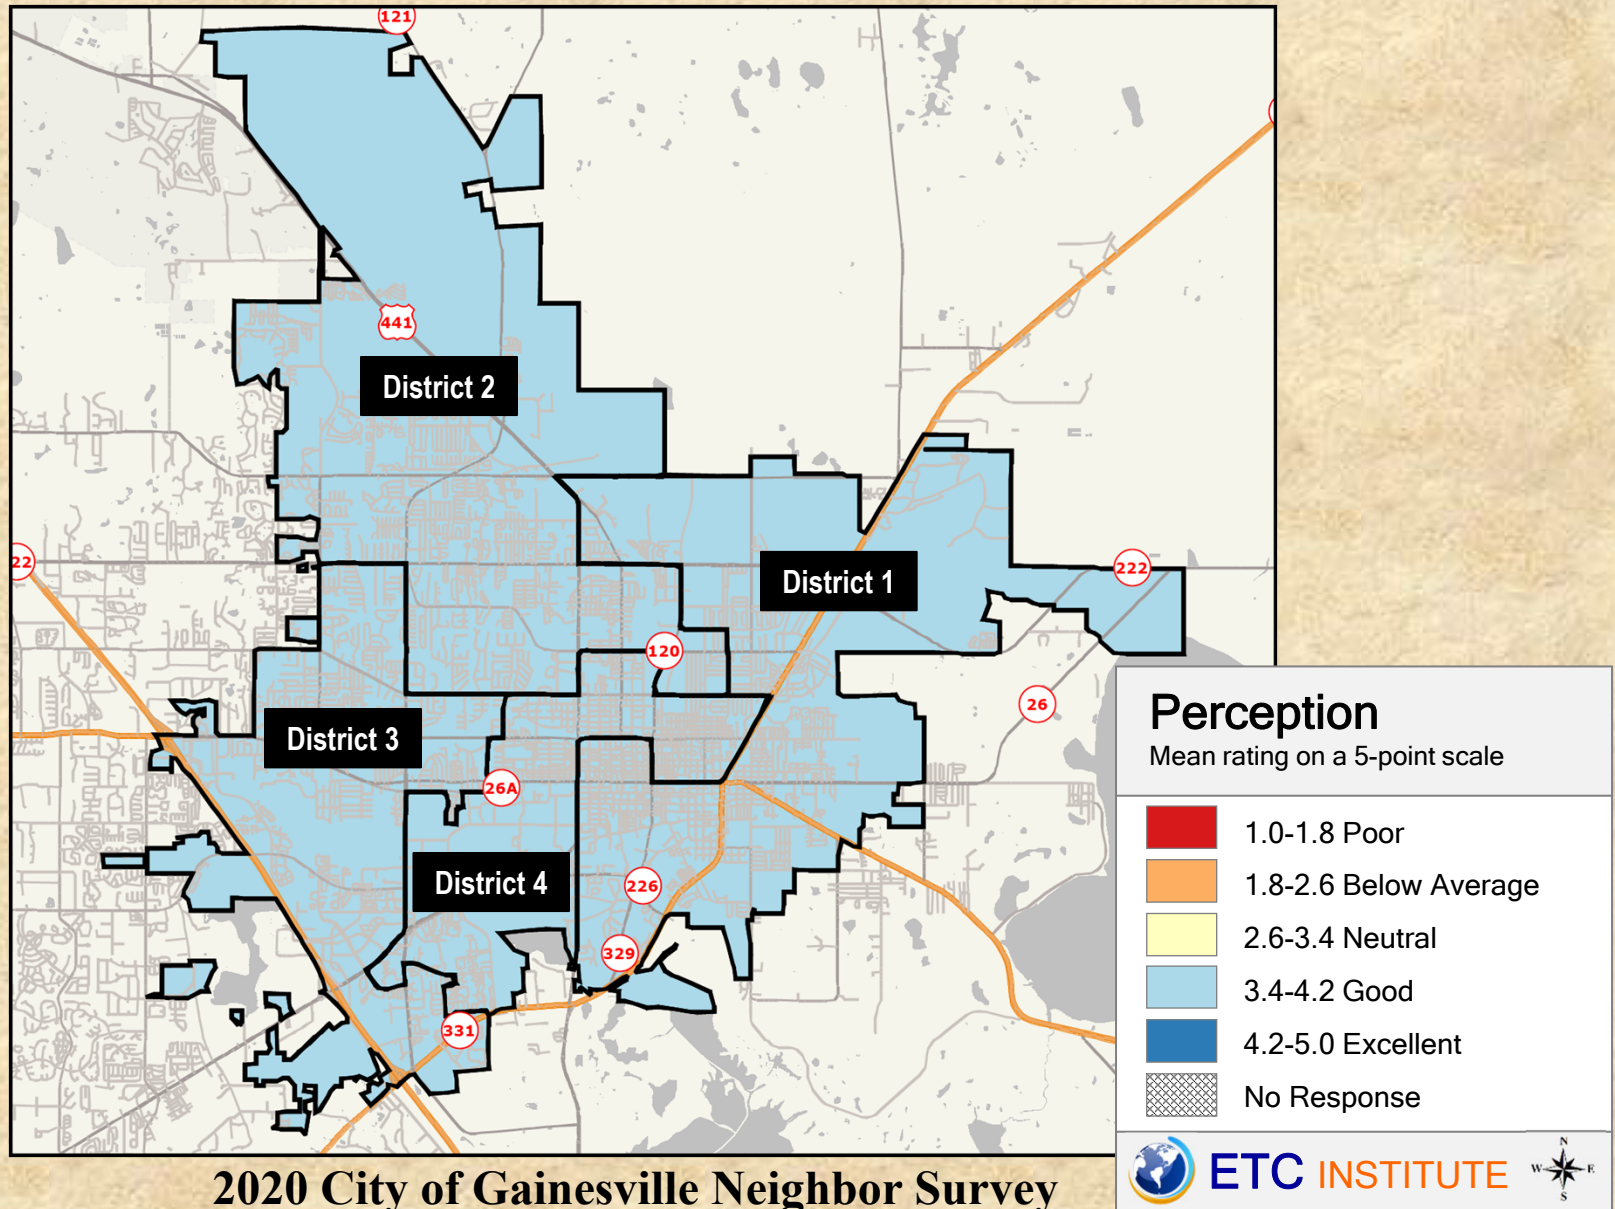 121
441
District 2
22
222
District 1
120
26
District 3
26A
District 4
226
329
331
Perception
Mean rating on a 5-point scale
1.0-1.8 Poor
1.8-2.6 Below Average
2.6-3.4 Neutral
3.4-4.2 Good
4.2-5.0 Excellent
No Response
ETC INSTITUTE
N
W E
S
2020 City of Gainesville Neighbor Survey